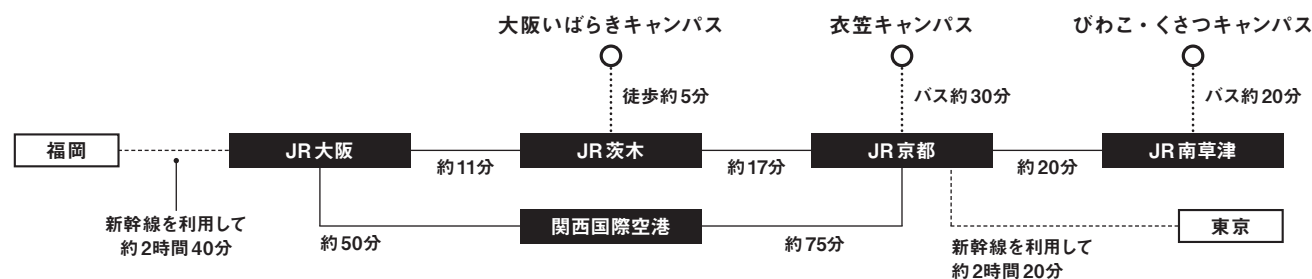 大阪いばらきキャンパス
衣笠キャンパス
びわこ・くさつキャンパス
徒歩約5分
バス約30分
バス約20分
福岡
JR大阪
JR茨木
JR京都
JR南草津
約11分
約17分
約20分
新幹線を利用して
約2時間40分
約50分
関西国際空港
約75分
東京
新幹線を利用して
約2時間20分